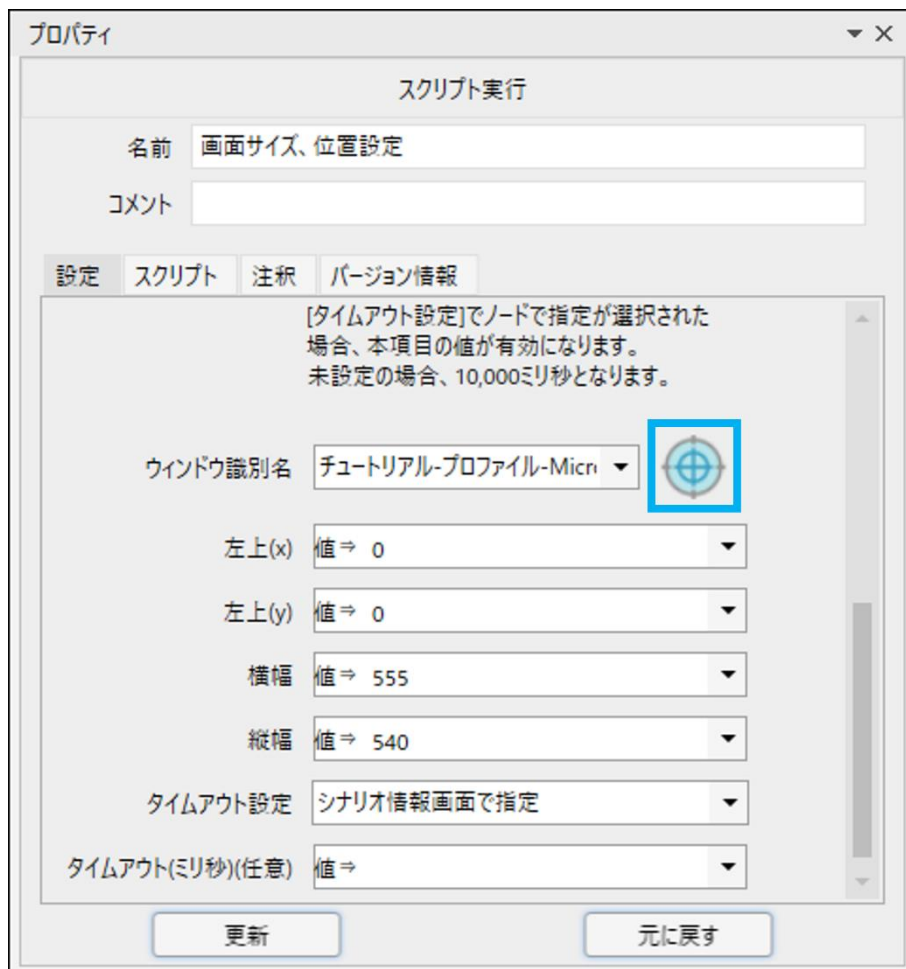 プロパティ
スクリプト実行
名前 画面サイズ、位置設定
コメント
設定 スクリプト 注釈 バージョン情報
[タイムアウト設定]でノードで指定が選択された
場合、本項目の値が有効になります。
未設定の場合、10,000ミリ秒となります。
ウィンドウ識別名 チュートリアル-プロファイル-Micr
左上(x) 値⇒ 0
左上(y) 値⇒ 0
横幅 値⇒ 555
縦幅 値⇒ 540
タイムアウト設定 シナリオ情報画面で指定
タイムアウト(ミリ秒)(任意) 値⇒
更新 元に戻す